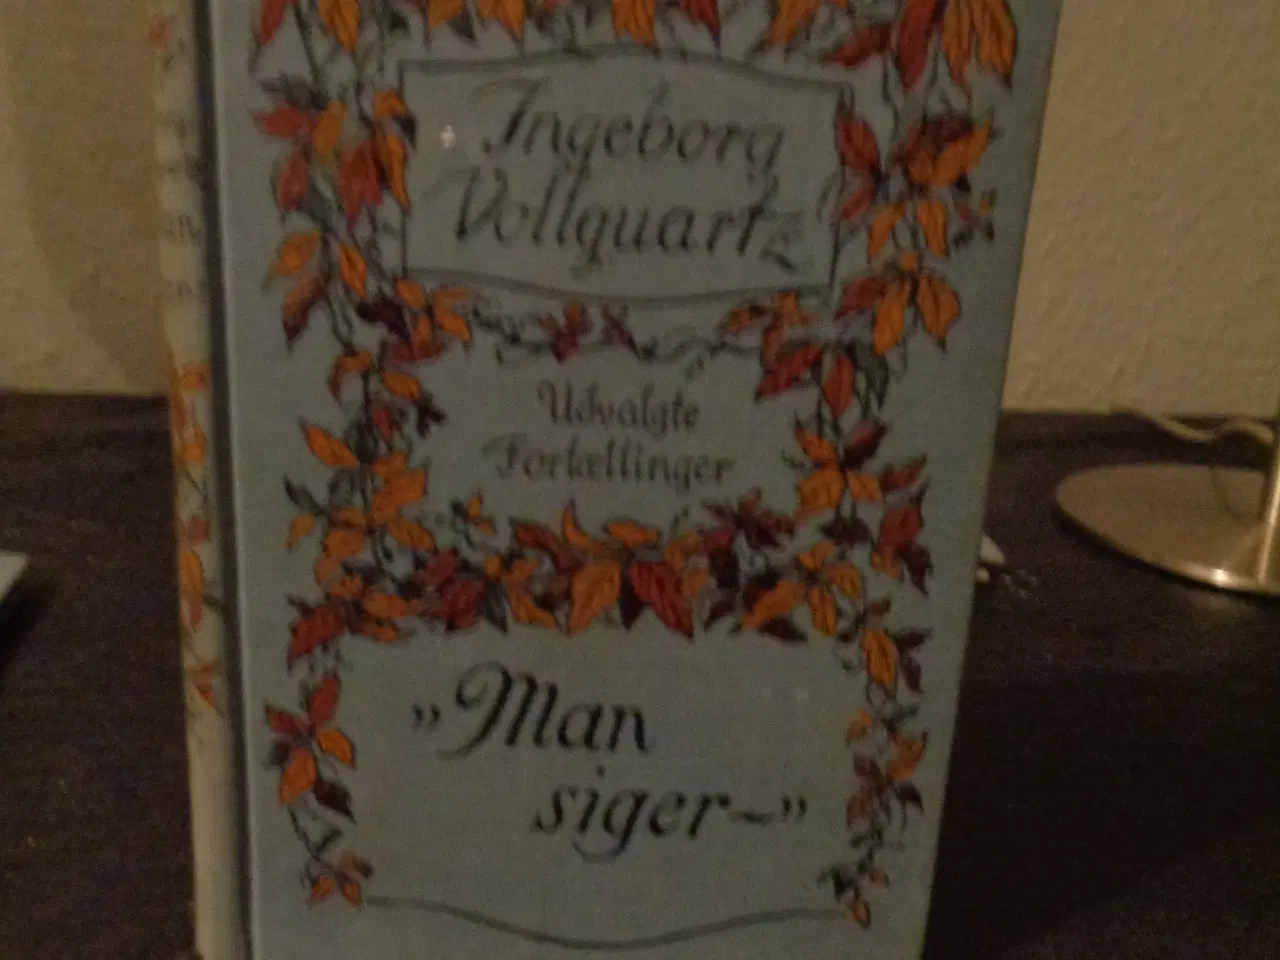 Ingeborg
Vollquartz
Udvalgte
Fortællinger
„Man
siger—”